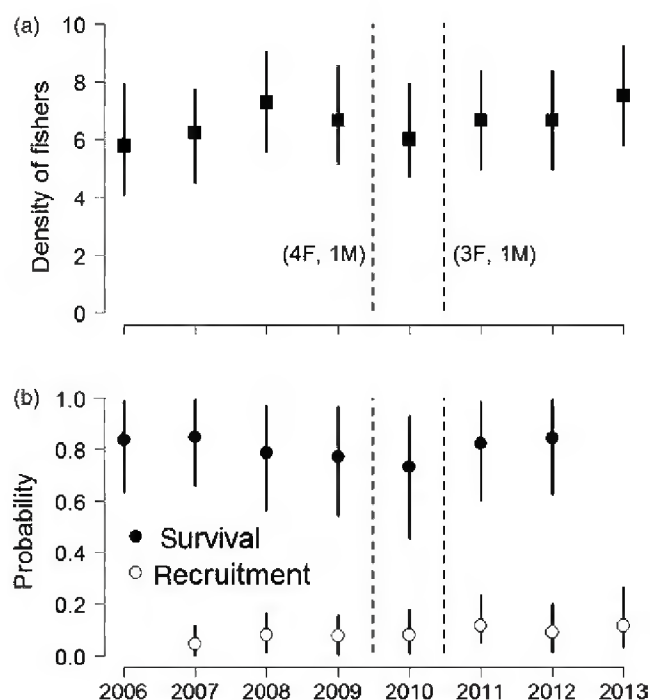 (a)
Density of fishers
10
8
6
4
2
0
(4F, 1M)
(3F, 1M)
(b)
Probability
1.0
0.8
0.6
0.4
0.2
0.0
Survival
Recruitment
2006 2007 2008 2009 2010 2011 2012 2013